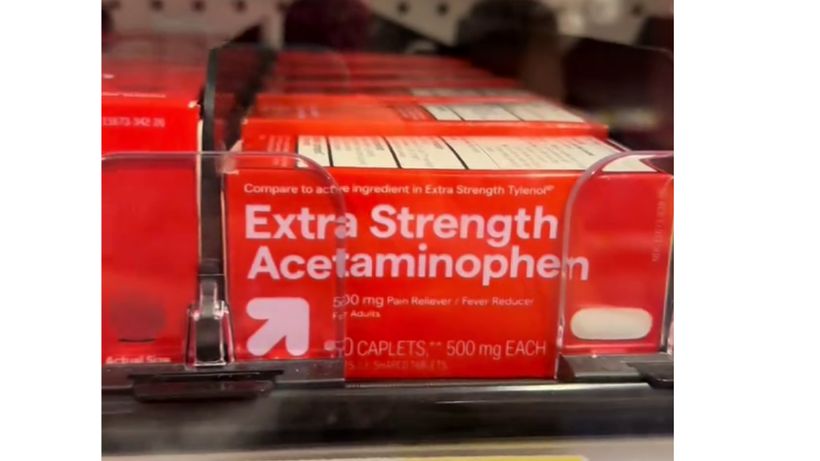 Compare to active ingredient in Extra Strength Tylenol®*
Extra Strength
Acetaminophen
500 mg Pain Reliever / Fever Reducer
For Adults
0 CAPLETS,** 500 mg EACH
Actual Size